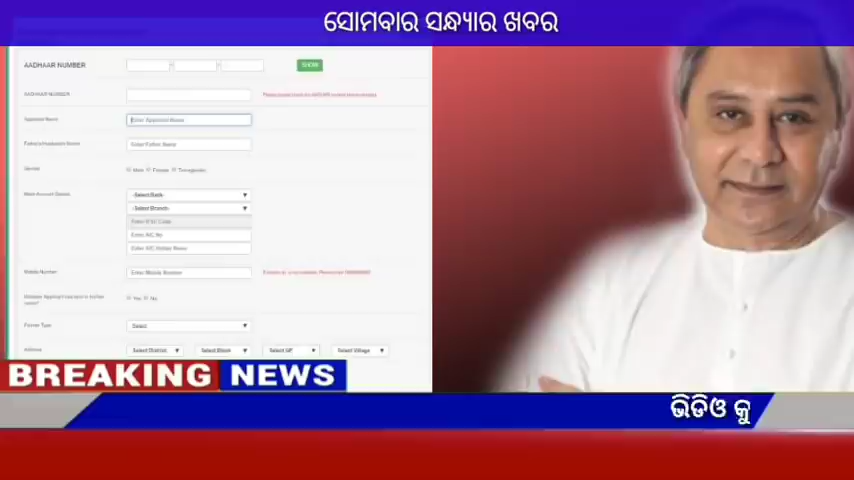 ସୋମବାର ସନ୍ଧ୍ୟାର ଖବର
AADHAAR NUMBER
SHOW
AADHAAR NUMBER
Applicant Name
Enter Applicant Name
Father's/Husband's Name
Enter Father Name
Gender
Male Female Transgender
Bank Account Details
-Select Bank-
-Select Branch-
Enter IFSC Code
Enter A/C No
Enter A/C Holder Name
Mobile Number
Enter Mobile Number
Yes No
Farmer Type
Select
Address
Select District
Select Block
Select GP
Select Village
BREAKING NEWS
ଭିଡିଓ କୁ